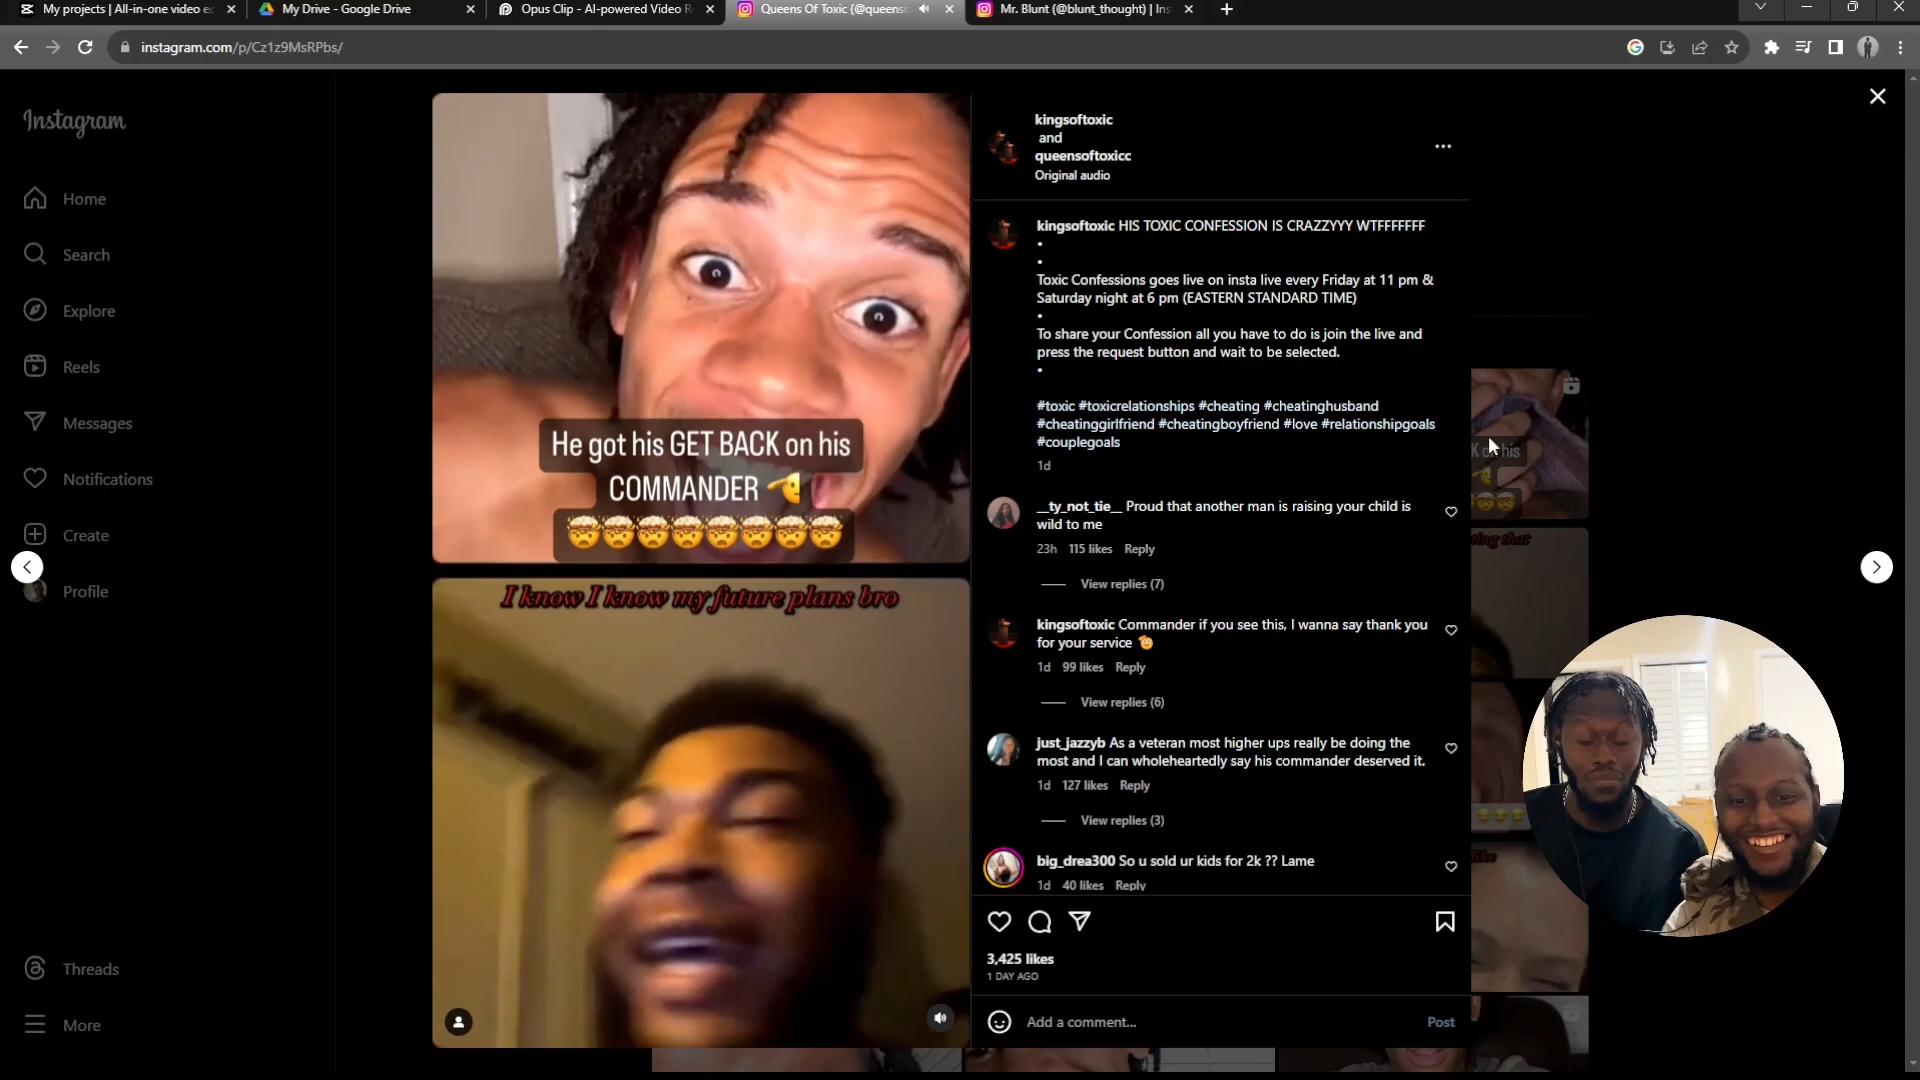 My projects | All-in-one video e
My Drive - Google Drive
Opus Clip - AI-powered Video R
Queens Of Toxic (@queenso
Mr. Blunt (@blunt_thought) | Ins
instagram.com/p/Cz1z9MsRPbs/
Instagram
Home
Search
Explore
Reels
Messages
Notifications
Create
Profile
Threads
More
He got his GET BACK on his
COMMANDER 🫡
🤯🤯🤯🤯🤯🤯🤯🤯
I know I know my future plans bro
kingsoftoxic
and
queensoftoxicc
Original audio
kingsoftoxic HIS TOXIC CONFESSION IS CRAZZYYY WTFFFFFFF
•
•
Toxic Confessions goes live on insta live every Friday at 11 pm &
Saturday night at 6 pm (EASTERN STANDARD TIME)
•
To share your Confession all you have to do is join the live and
press the request button and wait to be selected.
•
#toxic #toxicrelationships #cheating #cheatinghusband
#cheatinggirlfriend #cheatingboyfriend #love #relationshipgoals
#couplegoals
1d
__ty_not_tie__ Proud that another man is raising your child is
wild to me
23h 115 likes Reply
View replies (7)
kingsoftoxic Commander if you see this, I wanna say thank you
for your service 🫡
1d 99 likes Reply
View replies (6)
just_jazzyb As a veteran most higher ups really be doing the
most and I can wholeheartedly say his commander deserved it.
1d 127 likes Reply
View replies (3)
big_drea300 So u sold ur kids for 2k ?? Lame
1d 40 likes Reply
3,425 likes
1 DAY AGO
Add a comment...
Post